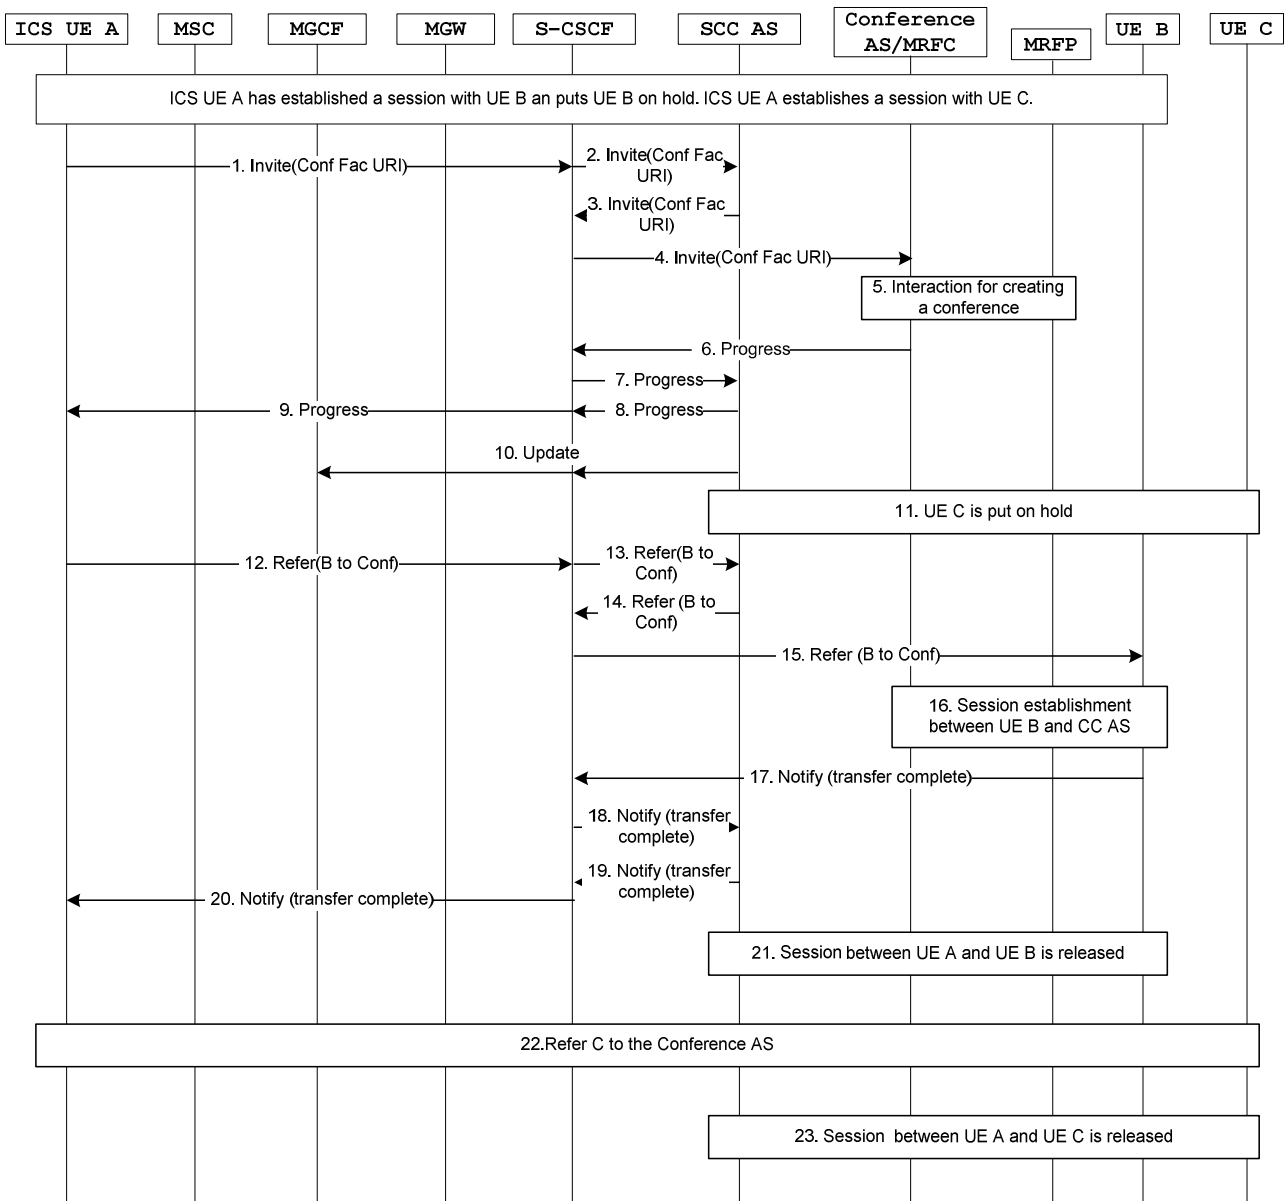 ICS UE A
MSC
MGCF
MGW
S-CSCF
SCC AS
Conference
AS/MRFC
MRFP
UE B
UE C
ICS UE A has established a session with UE B an puts UE B on hold. ICS UE A establishes a session with UE C.
1. Invite(Conf Fac URI)
2. Invite(Conf Fac
URI)
3. Invite(Conf Fac
URI)
4. Invite(Conf Fac URI)
5. Interaction for creating
a conference
6. Progress
7. Progress
9. Progress
8. Progress
10. Update
11. UE C is put on hold
12. Refer(B to Conf)
13. Refer(B to
Conf)
14. Refer (B to
Conf)
15. Refer (B to Conf)
16. Session establishment
between UE B and CC AS
17. Notify (transfer complete)
18. Notify (transfer
complete)
19. Notify (transfer
complete)
20. Notify (transfer complete)
21. Session between UE A and UE B is released
22.Refer C to the Conference AS
23. Session between UE A and UE C is released